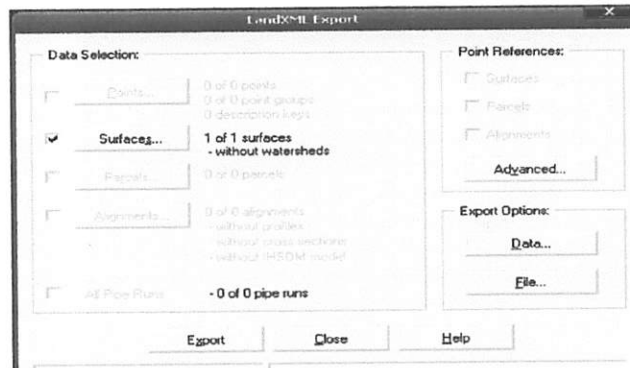 LandXML Export
Data Selection:
Points...
0 of 0 points
0 of 0 point groups
0 description keys
Surfaces...
1 of 1 surfaces
- without watersheds
Parcels...
0 of 0 parcels
Alignments...
0 of 0 alignments
- without profiles
- without cross sections
- without IHSDM model
All Pipe Runs
- 0 of 0 pipe runs
Point References:
Surfaces
Parcels
Alignments
Advanced...
Export Options:
Data...
File...
Export
Close
Help